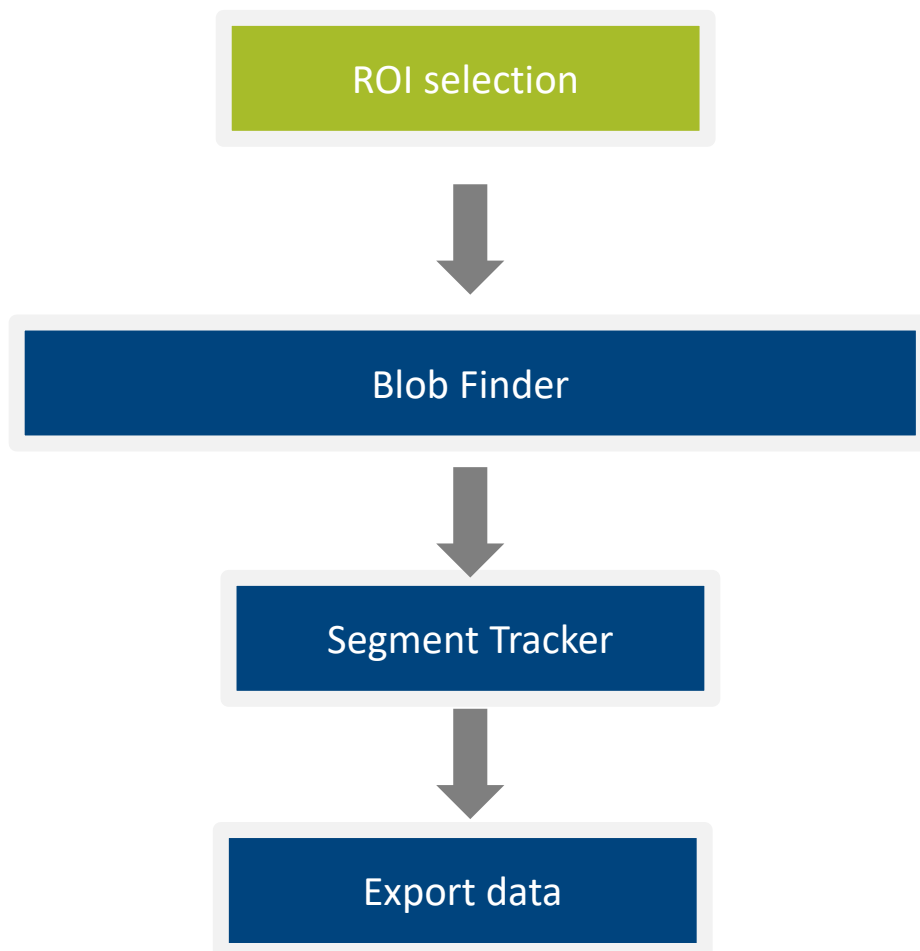 ROI selection
Blob Finder
Segment Tracker
Export data